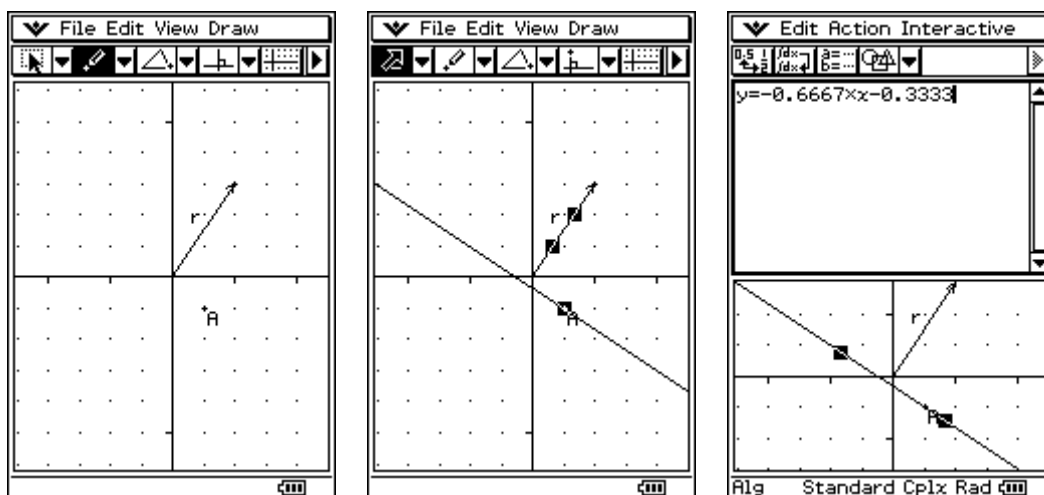 File Edit View Draw
r
A
File Edit View Draw
r
A
Edit Action Interactive
y=-0.6667×x-0.3333
r
A
Alg Standard Cplx Rad